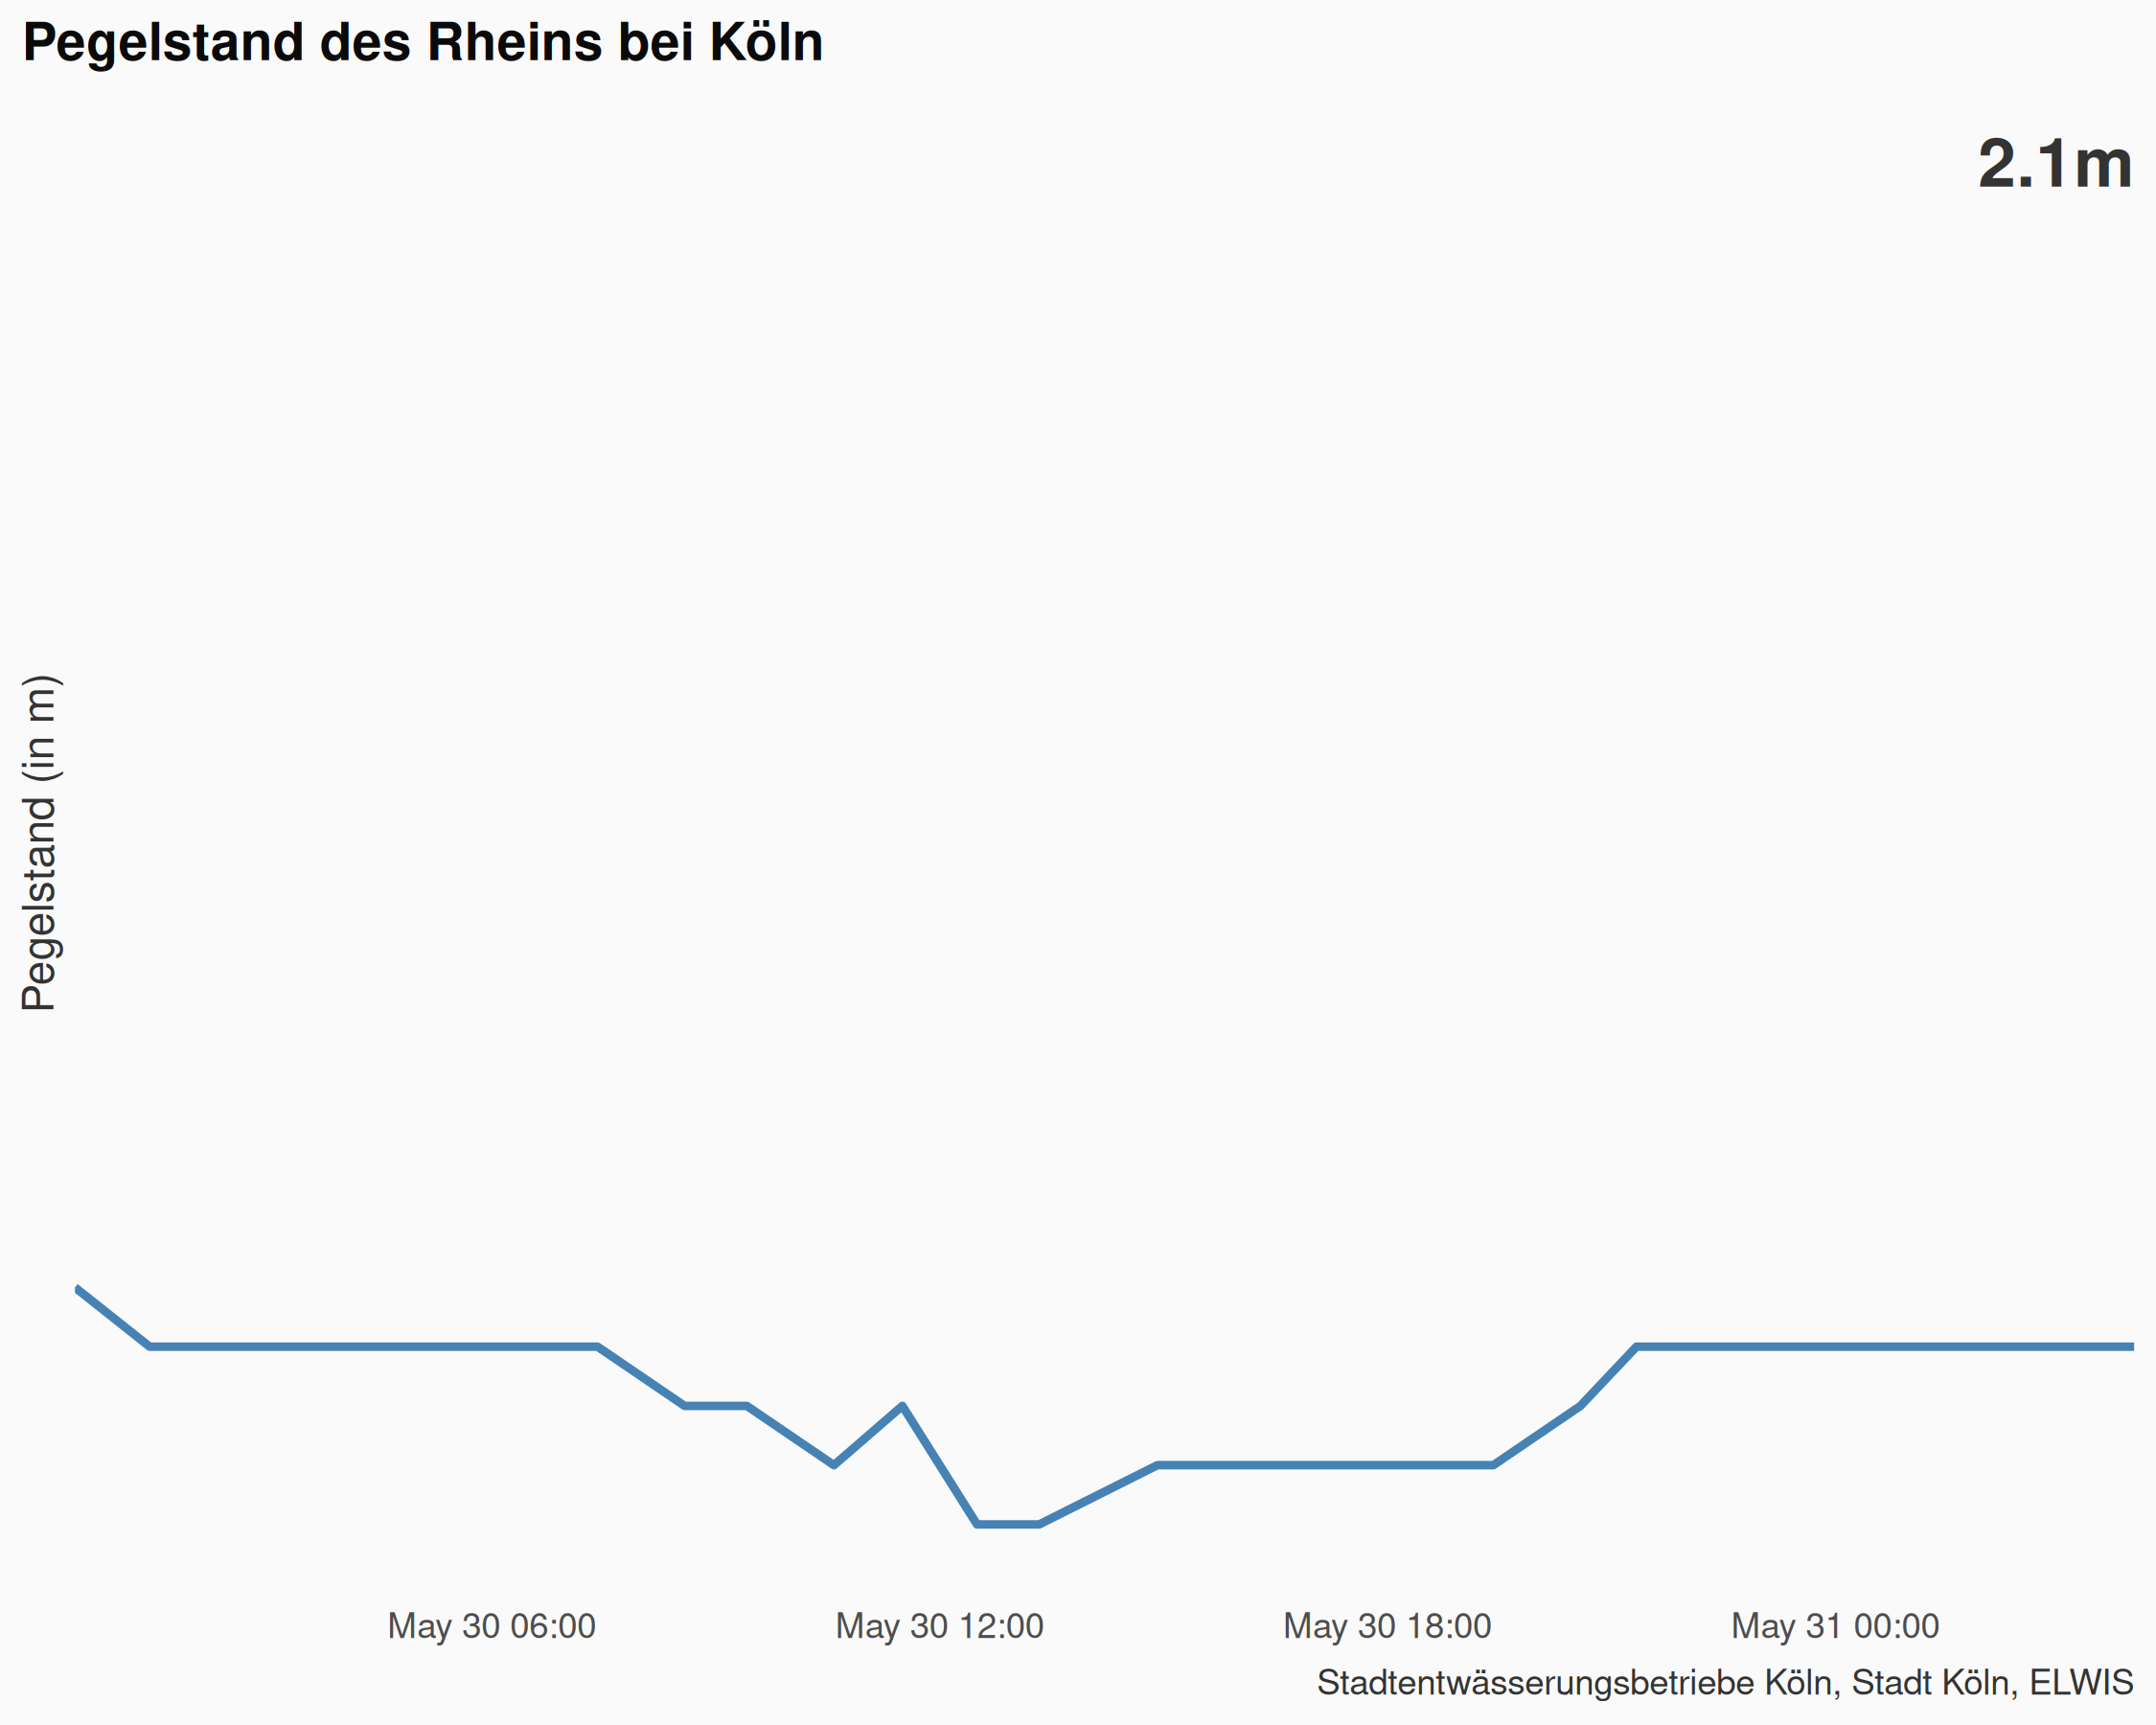 Pegelstand des Rheins bei Köln
2.1m
Pegelstand (in m)
May 30 06:00
May 30 12:00
May 30 18:00
May 31 00:00
Stadtentwässerungsbetriebe Köln, Stadt Köln, ELWIS